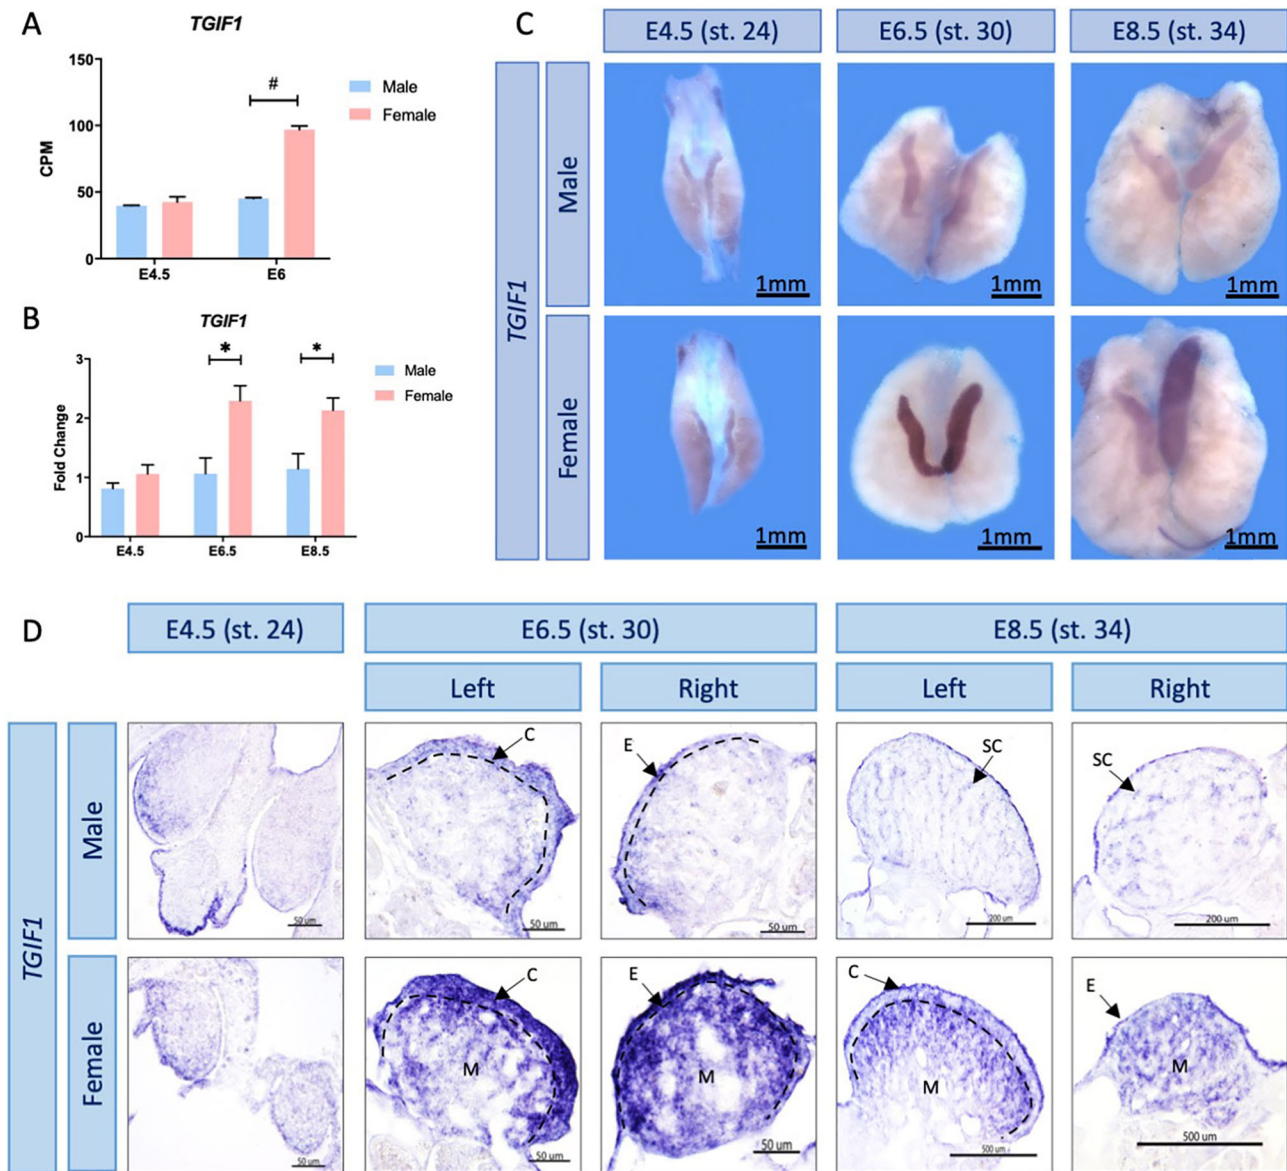 A
TGIF1
150
100
50
0
CPM
#
Male
Female
E4.5
E6
B
TGIF1
3
2
1
0
Fold Change
*
*
Male
Female
E4.5
E6.5
E8.5
C
E4.5 (st. 24)
E6.5 (st. 30)
E8.5 (st. 34)
TGIF1
Male
1mm
1mm
1mm
Female
1mm
1mm
1mm
D
E4.5 (st. 24)
E6.5 (st. 30)
E8.5 (st. 34)
Left
Right
Left
Right
TGIF1
Male
50 um
C
50 um
E
50 um
SC
200 um
SC
200 um
Female
50 um
C
M
50 um
E
M
50 um
C
M
500 um
E
M
500 um